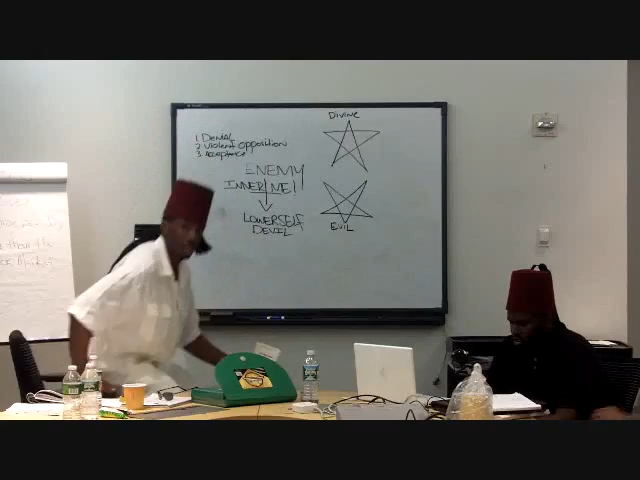 1 DENIAL
2 Violent opposition
3 Acceptance
ENEMY
INNER/ME!
LOWERSELF
DEVIL
Divine
EVIL